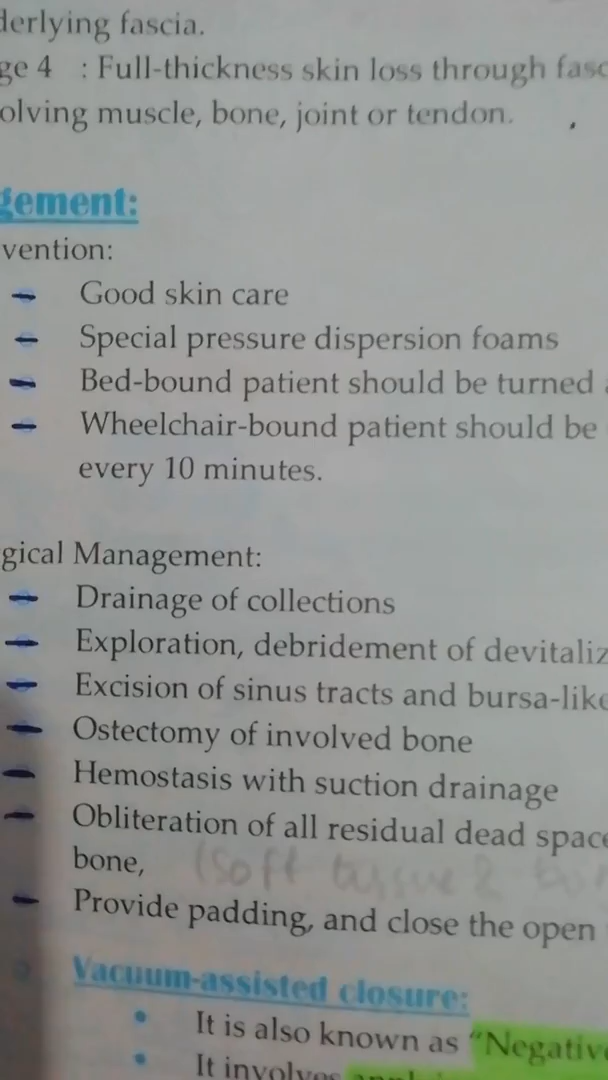 derlying fascia.
ge 4 : Full-thickness skin loss through fasc
olving muscle, bone, joint or tendon.
gement:
vention:
– Good skin care
– Special pressure dispersion foams
– Bed-bound patient should be turned
– Wheelchair-bound patient should be
every 10 minutes.
gical Management:
– Drainage of collections
– Exploration, debridement of devitaliz
– Excision of sinus tracts and bursa-like
– Ostectomy of involved bone
– Hemostasis with suction drainage
– Obliteration of all residual dead space
bone, (Soft tissue &
– Provide padding, and close the open
Vacuum-assisted closure:
• It is also known as "Negative
• It involves